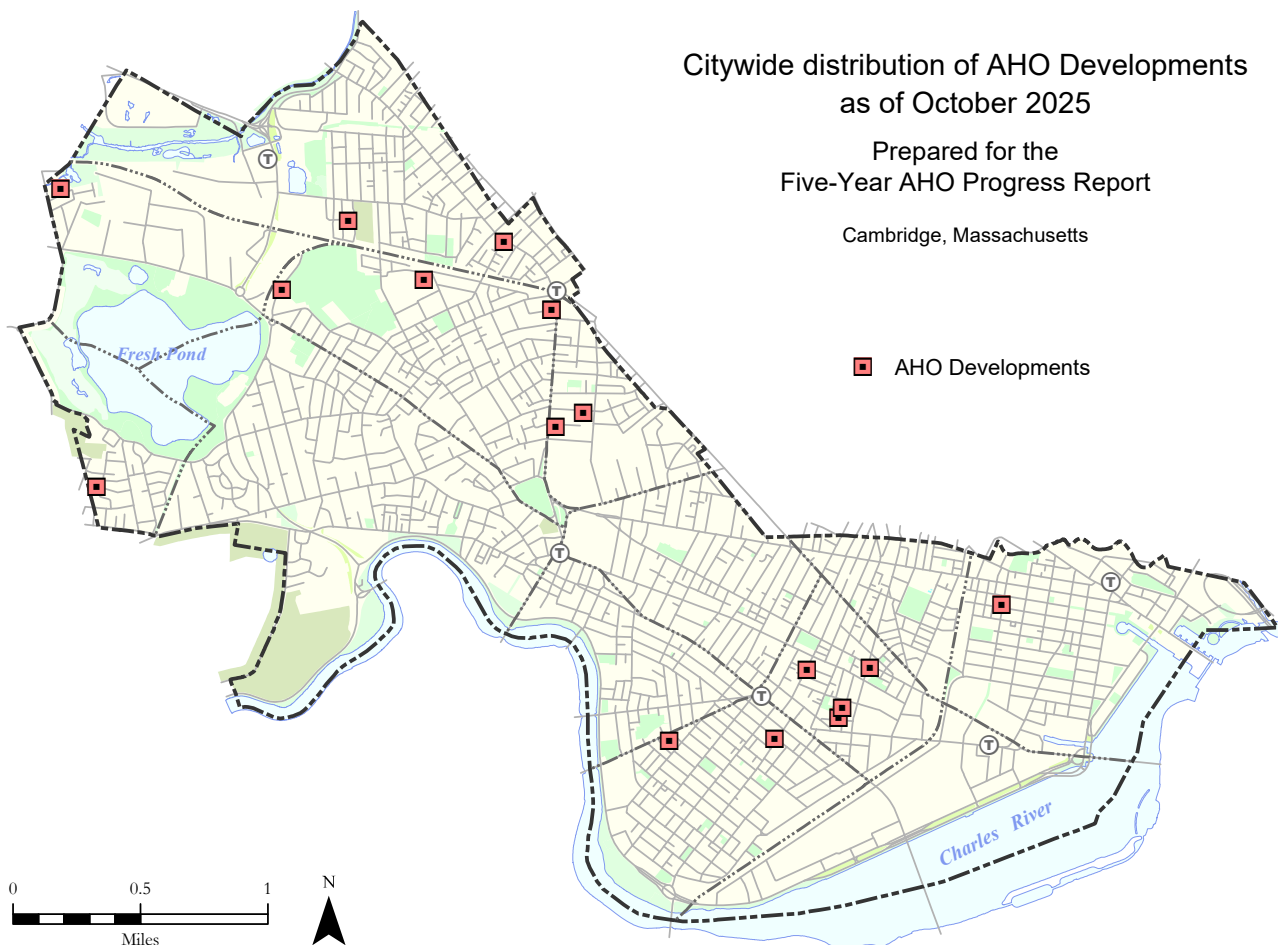 Citywide distribution of AHO Developments
as of October 2025
Prepared for the
Five-Year AHO Progress Report
Cambridge, Massachusetts
T
T
Fresh Pond
AHO Developments
T
T
T
T
Charles River
0 0.5 1
Miles
N